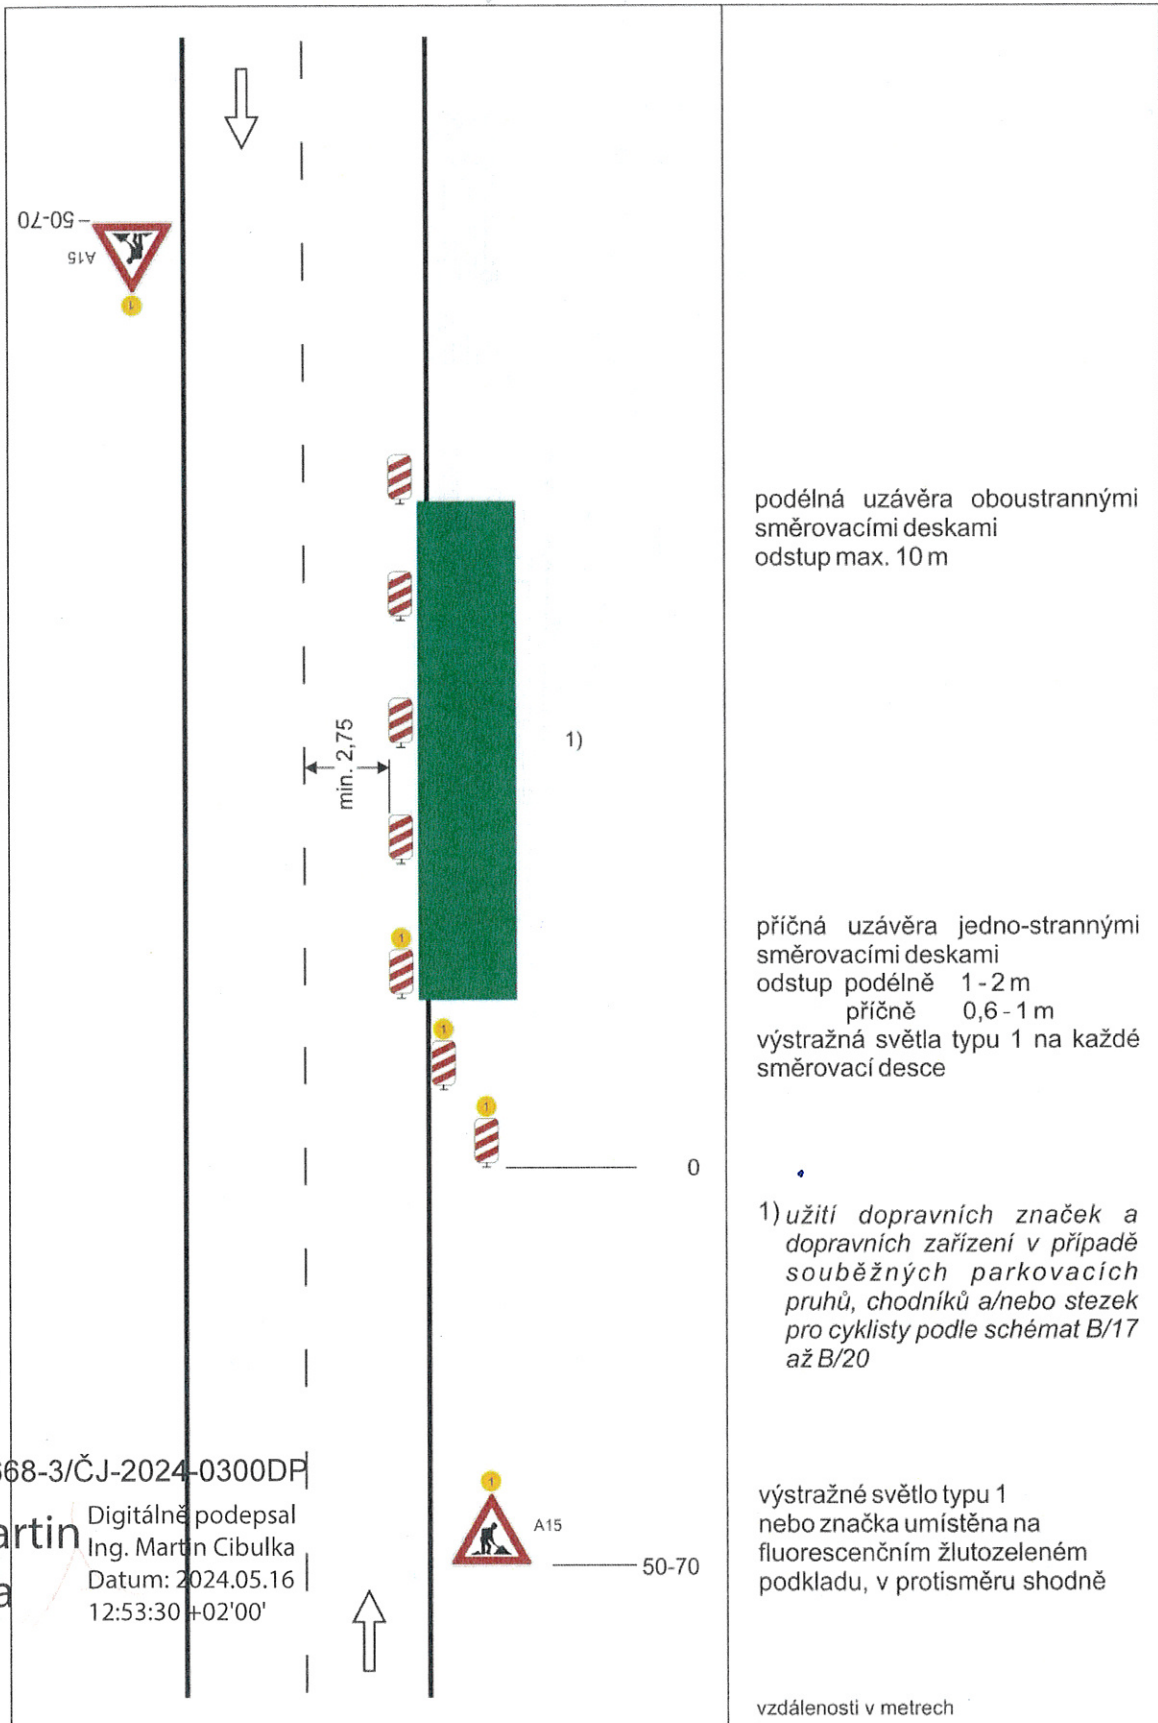 50-70
A15
1
podélná uzávěra oboustrannými
směrovacími deskami
odstup max. 10 m
min. 2,75
1)
příčná uzávěra jedno-strannými
směrovacími deskami
odstup podélně 1 - 2 m
příčně 0,6 - 1 m
výstražná světla typu 1 na každé
směrovací desce
1
1
1
0
1) užití dopravních značek a
dopravních zařízení v případě
souběžných parkovacích
pruhů, chodníků a/nebo stezek
pro cyklisty podle schémat B/17
až B/20
68-3/ČJ-2024-0300DP
artin
a
Digitálně podepsal
Ing. Martin Cibulka
Datum: 2024.05.16
12:53:30 +02'00'
1
A15
50-70
výstražné světlo typu 1
nebo značka umístěna na
fluorescenčním žlutozeleném
podkladu, v protisměru shodně
vzdálenosti v metrech